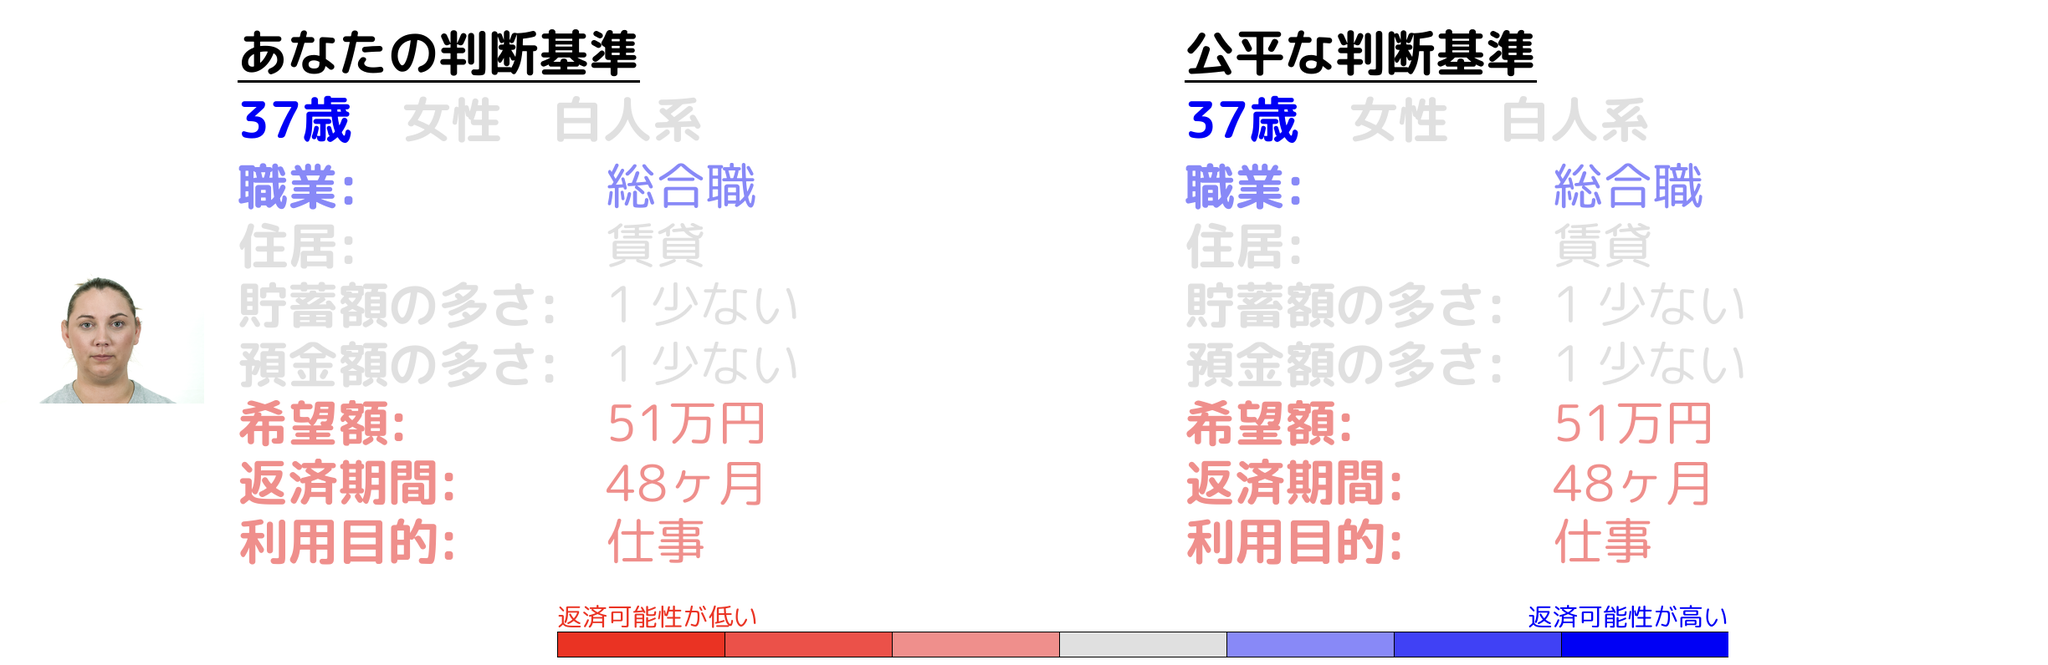 あなたの判断基準
37歳 女性 白人系
職業: 総合職
住居: 賃貸
貯蓄額の多さ: 1 少ない
預金額の多さ: 1 少ない
希望額: 51万円
返済期間: 48ヶ月
利用目的: 仕事
公平な判断基準
37歳 女性 白人系
職業: 総合職
住居: 賃貸
貯蓄額の多さ: 1 少ない
預金額の多さ: 1 少ない
希望額: 51万円
返済期間: 48ヶ月
利用目的: 仕事
返済可能性が低い
返済可能性が高い